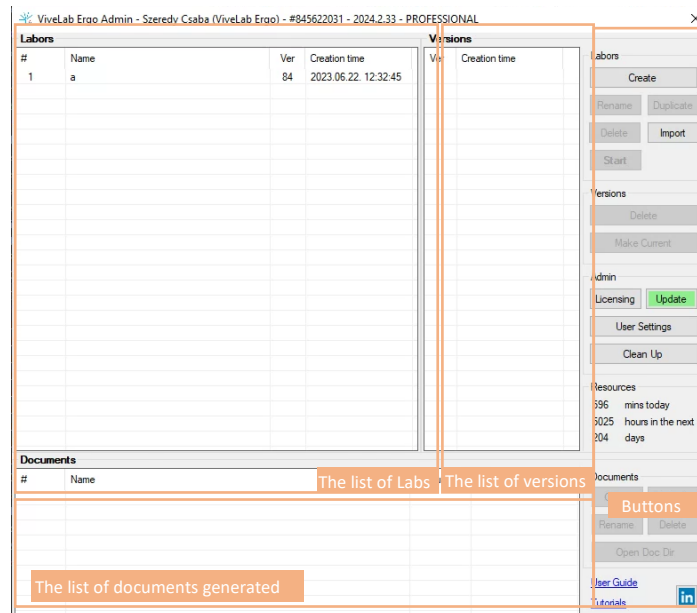 ViveLab Ergo Admin - Szeredy Csaba (ViveLab Ergo) - #845622031 - 2024.2.33 - PROFESSIONAL
Labors
# Name Ver Creation time
1 a 84 2023.06.22. 12:32:45
Versions
Ver Creation time
Labors
Create
Rename Duplicate
Delete Import
Start
Versions
Delete
Make Current
Admin
Licensing Update
User Settings
Clean Up
Resources
mins today
hours in the next
204 days
Documents
# Name
The list of Labs
The list of versions
Documents
Buttons
Rename Delete
Open Doc Dir
The list of documents generated
User Guide
Tutorials
in